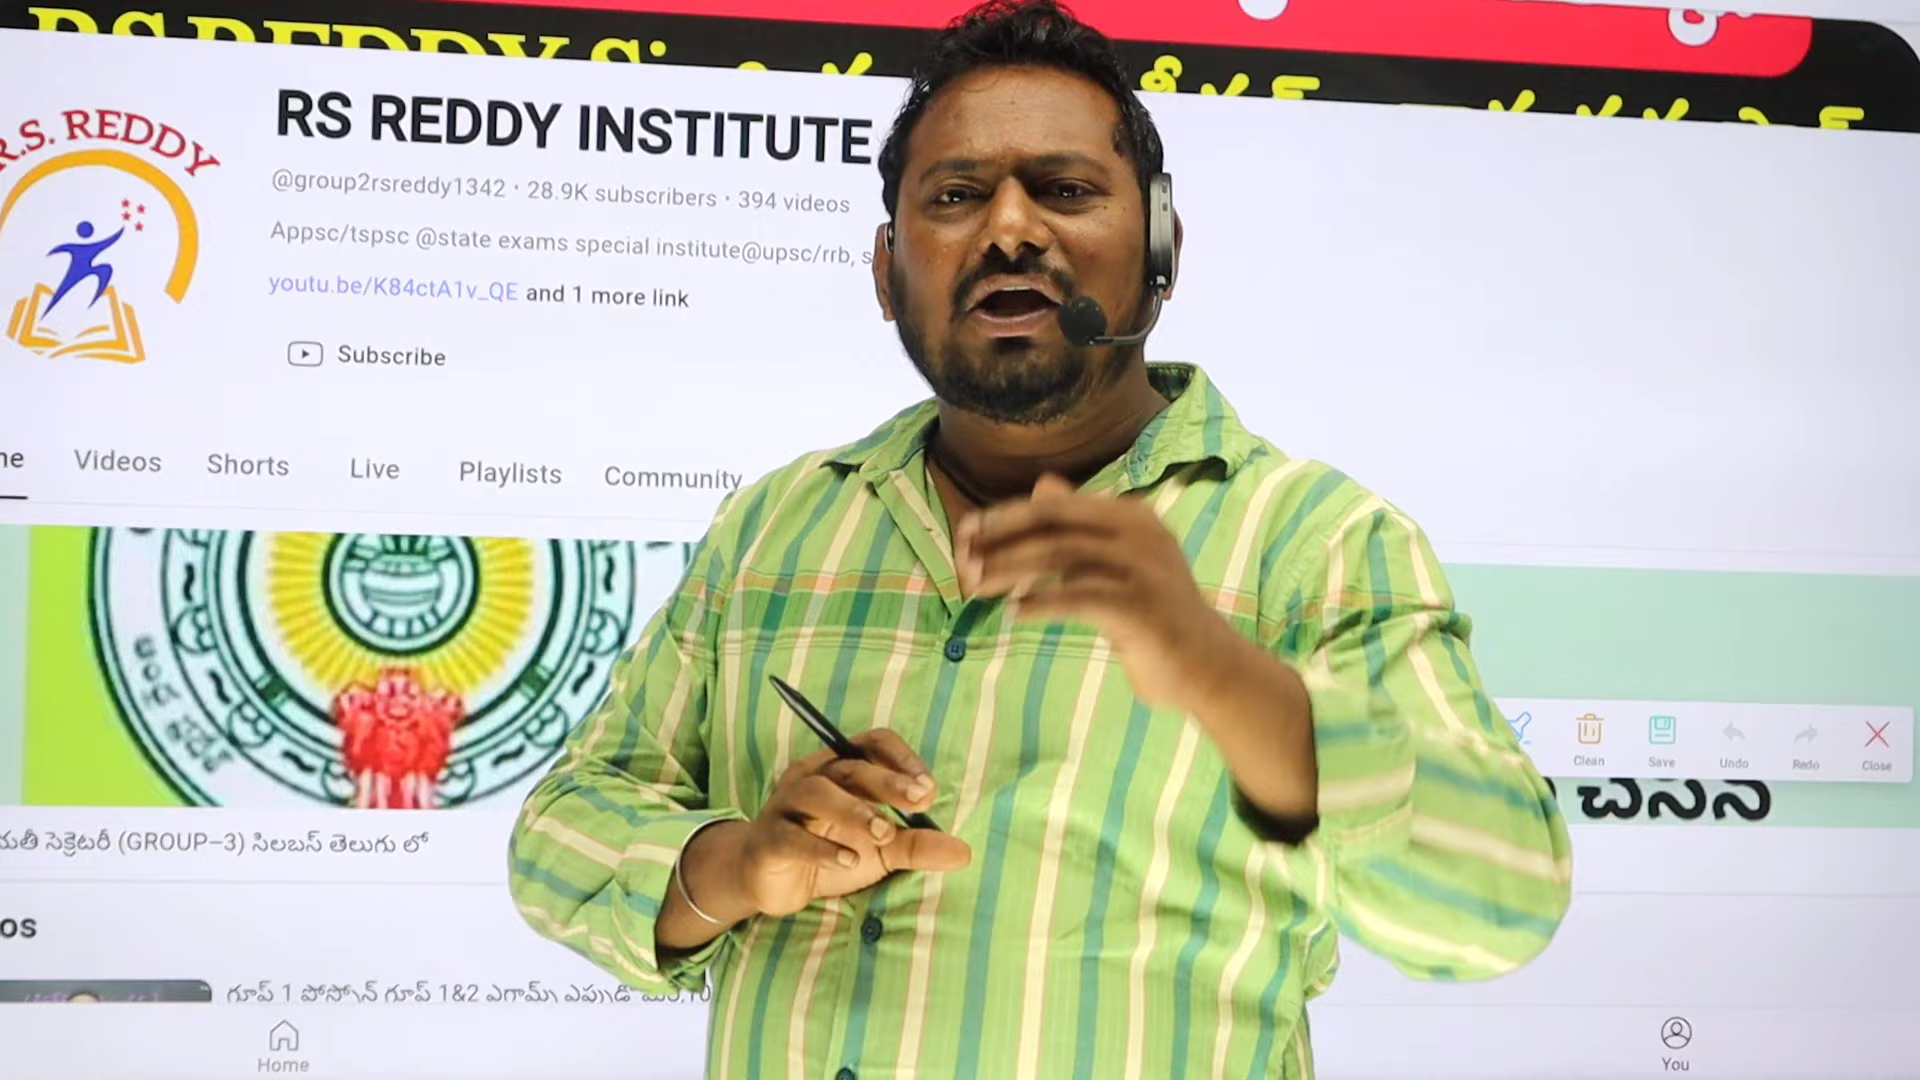 RS REDDY INSTITUTE
R.S. REDDY
@group2rsreddy1342 · 28.9K subscribers · 394 videos
Appsc/tspsc @state exams special institute@upsc/rrb, s
youtu.be/K84ctA1v_QE and 1 more link
Subscribe
Videos Shorts Live Playlists Community
Clean Save Undo Redo Close
సెక్రెటరీ (GROUP-3) సిలబస్ తెలుగు లో
os
గ్రూప్ 1 పోస్ట్పోన్ గ్రూప్ 1&2 ఎగ్జామ్స్ ఎప్పుడ
Home You